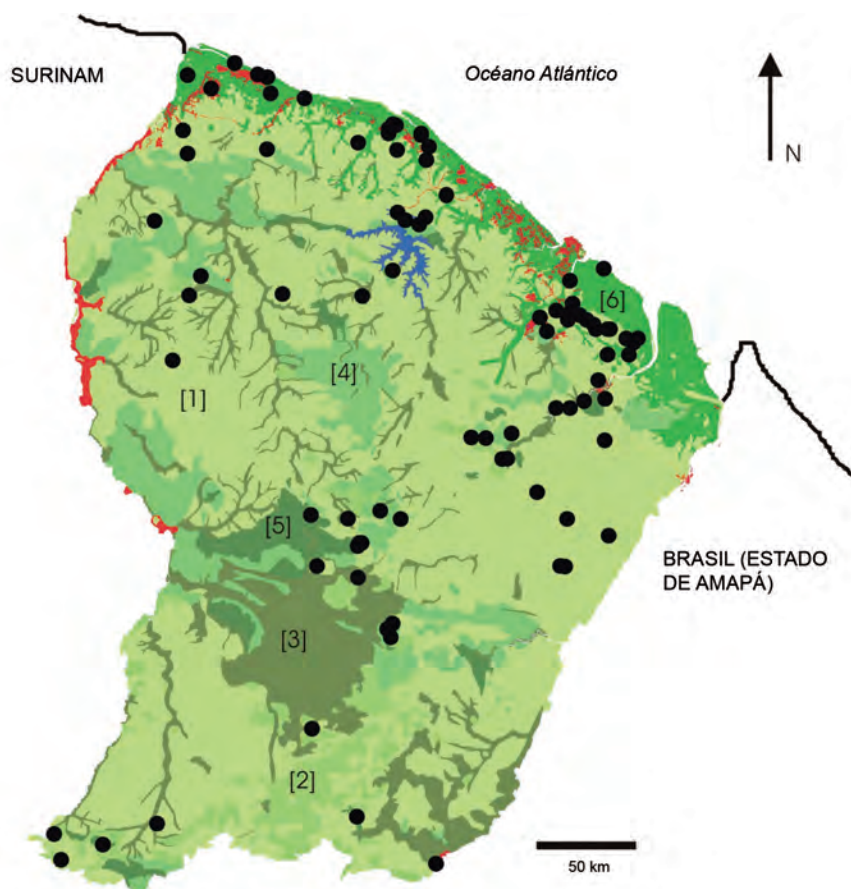 SURINAM
Océano Atlántico
N
[6]
[4]
[1]
[5]
BRASIL (ESTADO
DE AMAPÁ)
[3]
[2]
50 km